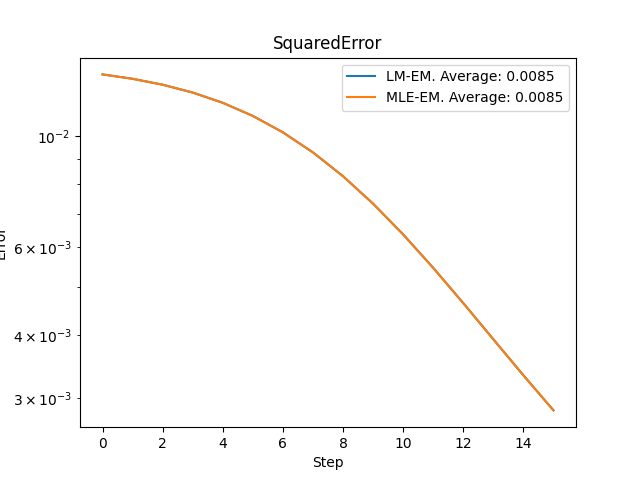 SquaredError
LM-EM. Average: 0.0085
MLE-EM. Average: 0.0085
10⁻²
6 × 10⁻³
4 × 10⁻³
3 × 10⁻³
Error
0 2 4 6 8 10 12 14
Step